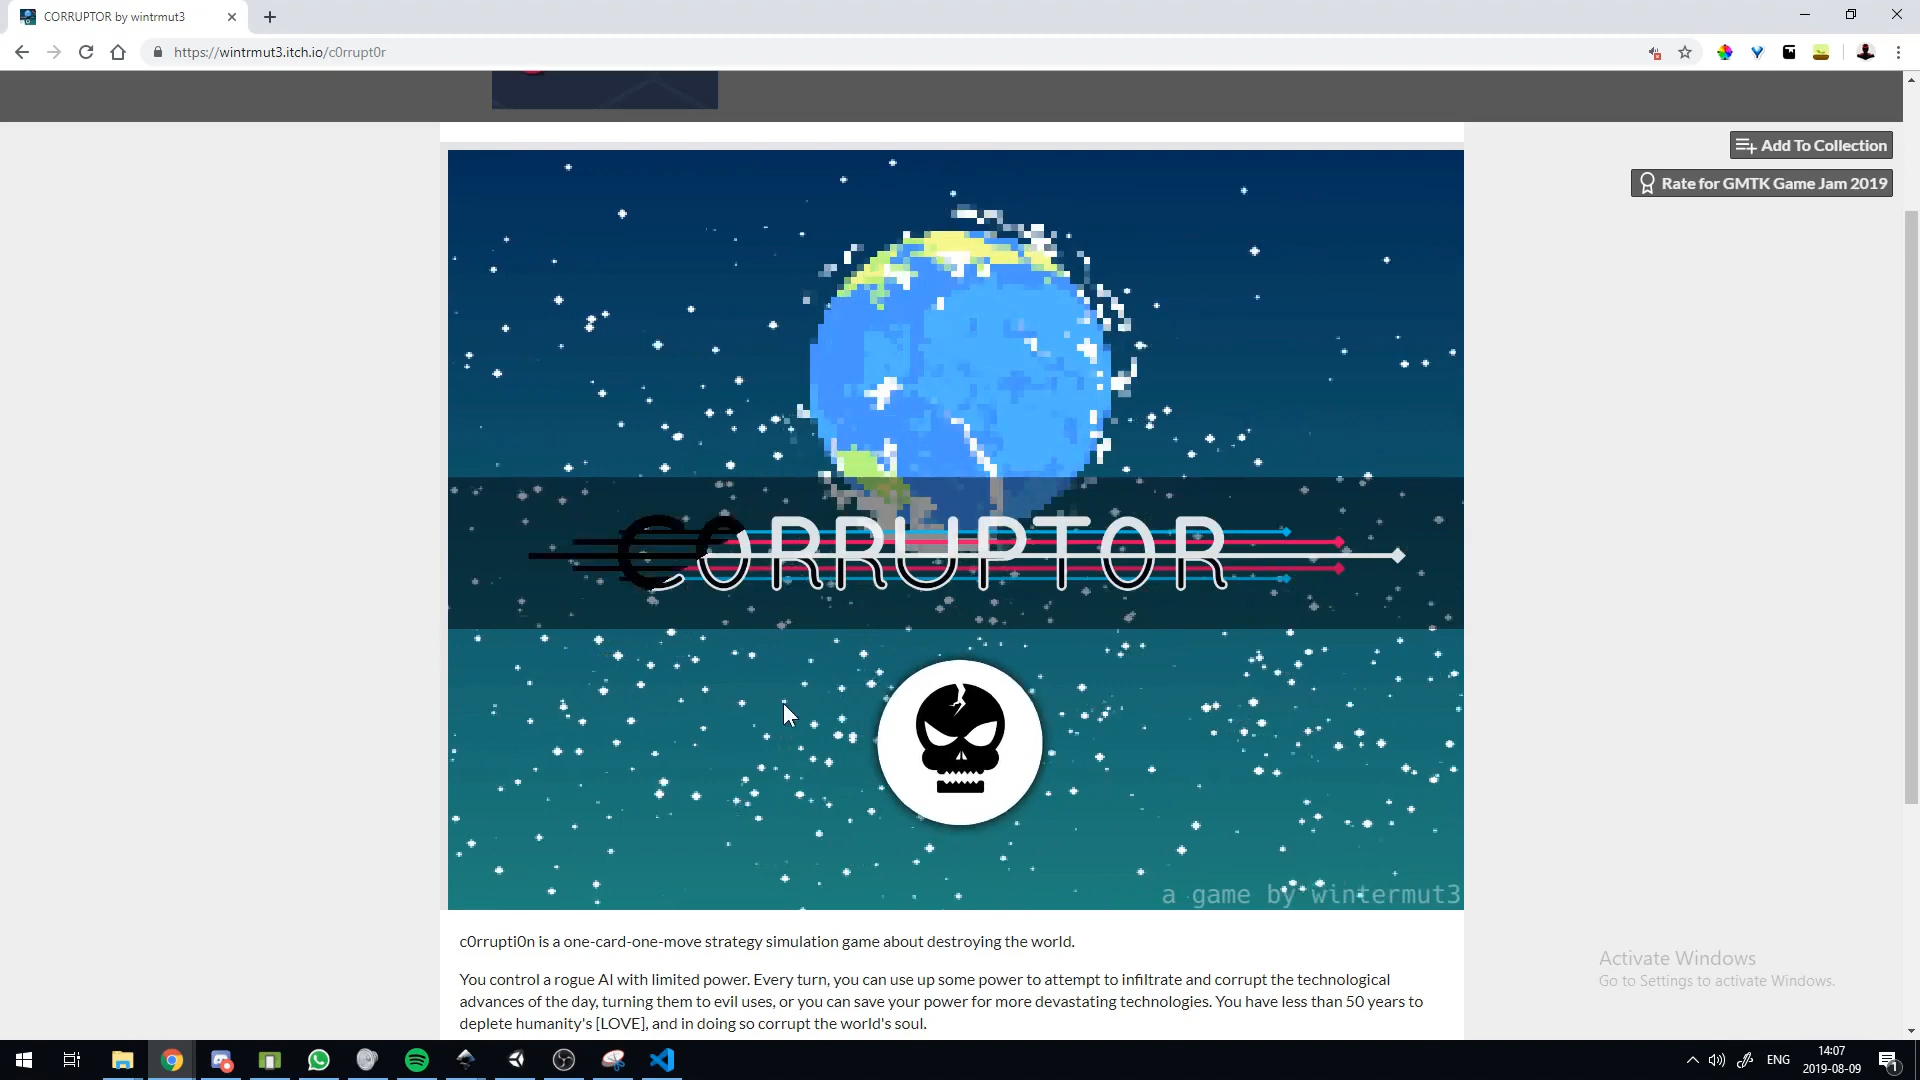 CORRUPTOR by wintrmut3
https://wintrmut3.itch.io/c0rrupt0r
Add To Collection
Rate for GMTK Game Jam 2019
CORRUPTOR
a game by wintermut3
c0rrupti0n is a one-card-one-move strategy simulation game about destroying the world.
You control a rogue AI with limited power. Every turn, you can use up some power to attempt to infiltrate and corrupt the technological
advances of the day, turning them to evil uses, or you can save your power for more devastating technologies. You have less than 50 years to
deplete humanity's [LOVE], and in doing so corrupt the world's soul.
Activate Windows
Go to Settings to activate Windows.
ENG
14:07
2019-08-09
1